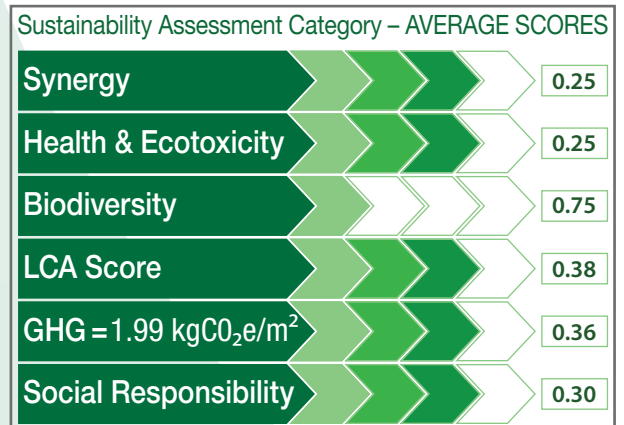 Sustainability Assessment Category – AVERAGE SCORES
Synergy 0.25
Health & Ecotoxicity 0.25
Biodiversity 0.75
LCA Score 0.38
GHG = 1.99 kgC0₂e/m² 0.36
Social Responsibility 0.30